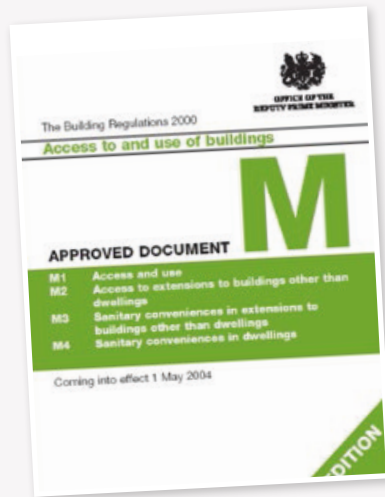 OFFICE OF THE
DEPUTY PRIME MINISTER
The Building Regulations 2000
Access to and use of buildings
M
APPROVED DOCUMENT
M1 Access and use
M2 Access to extensions to buildings other than
dwellings
M3 Sanitary conveniences in extensions to
buildings other than dwellings
M4 Sanitary conveniences in dwellings
Coming into effect 1 May 2004
EDITION